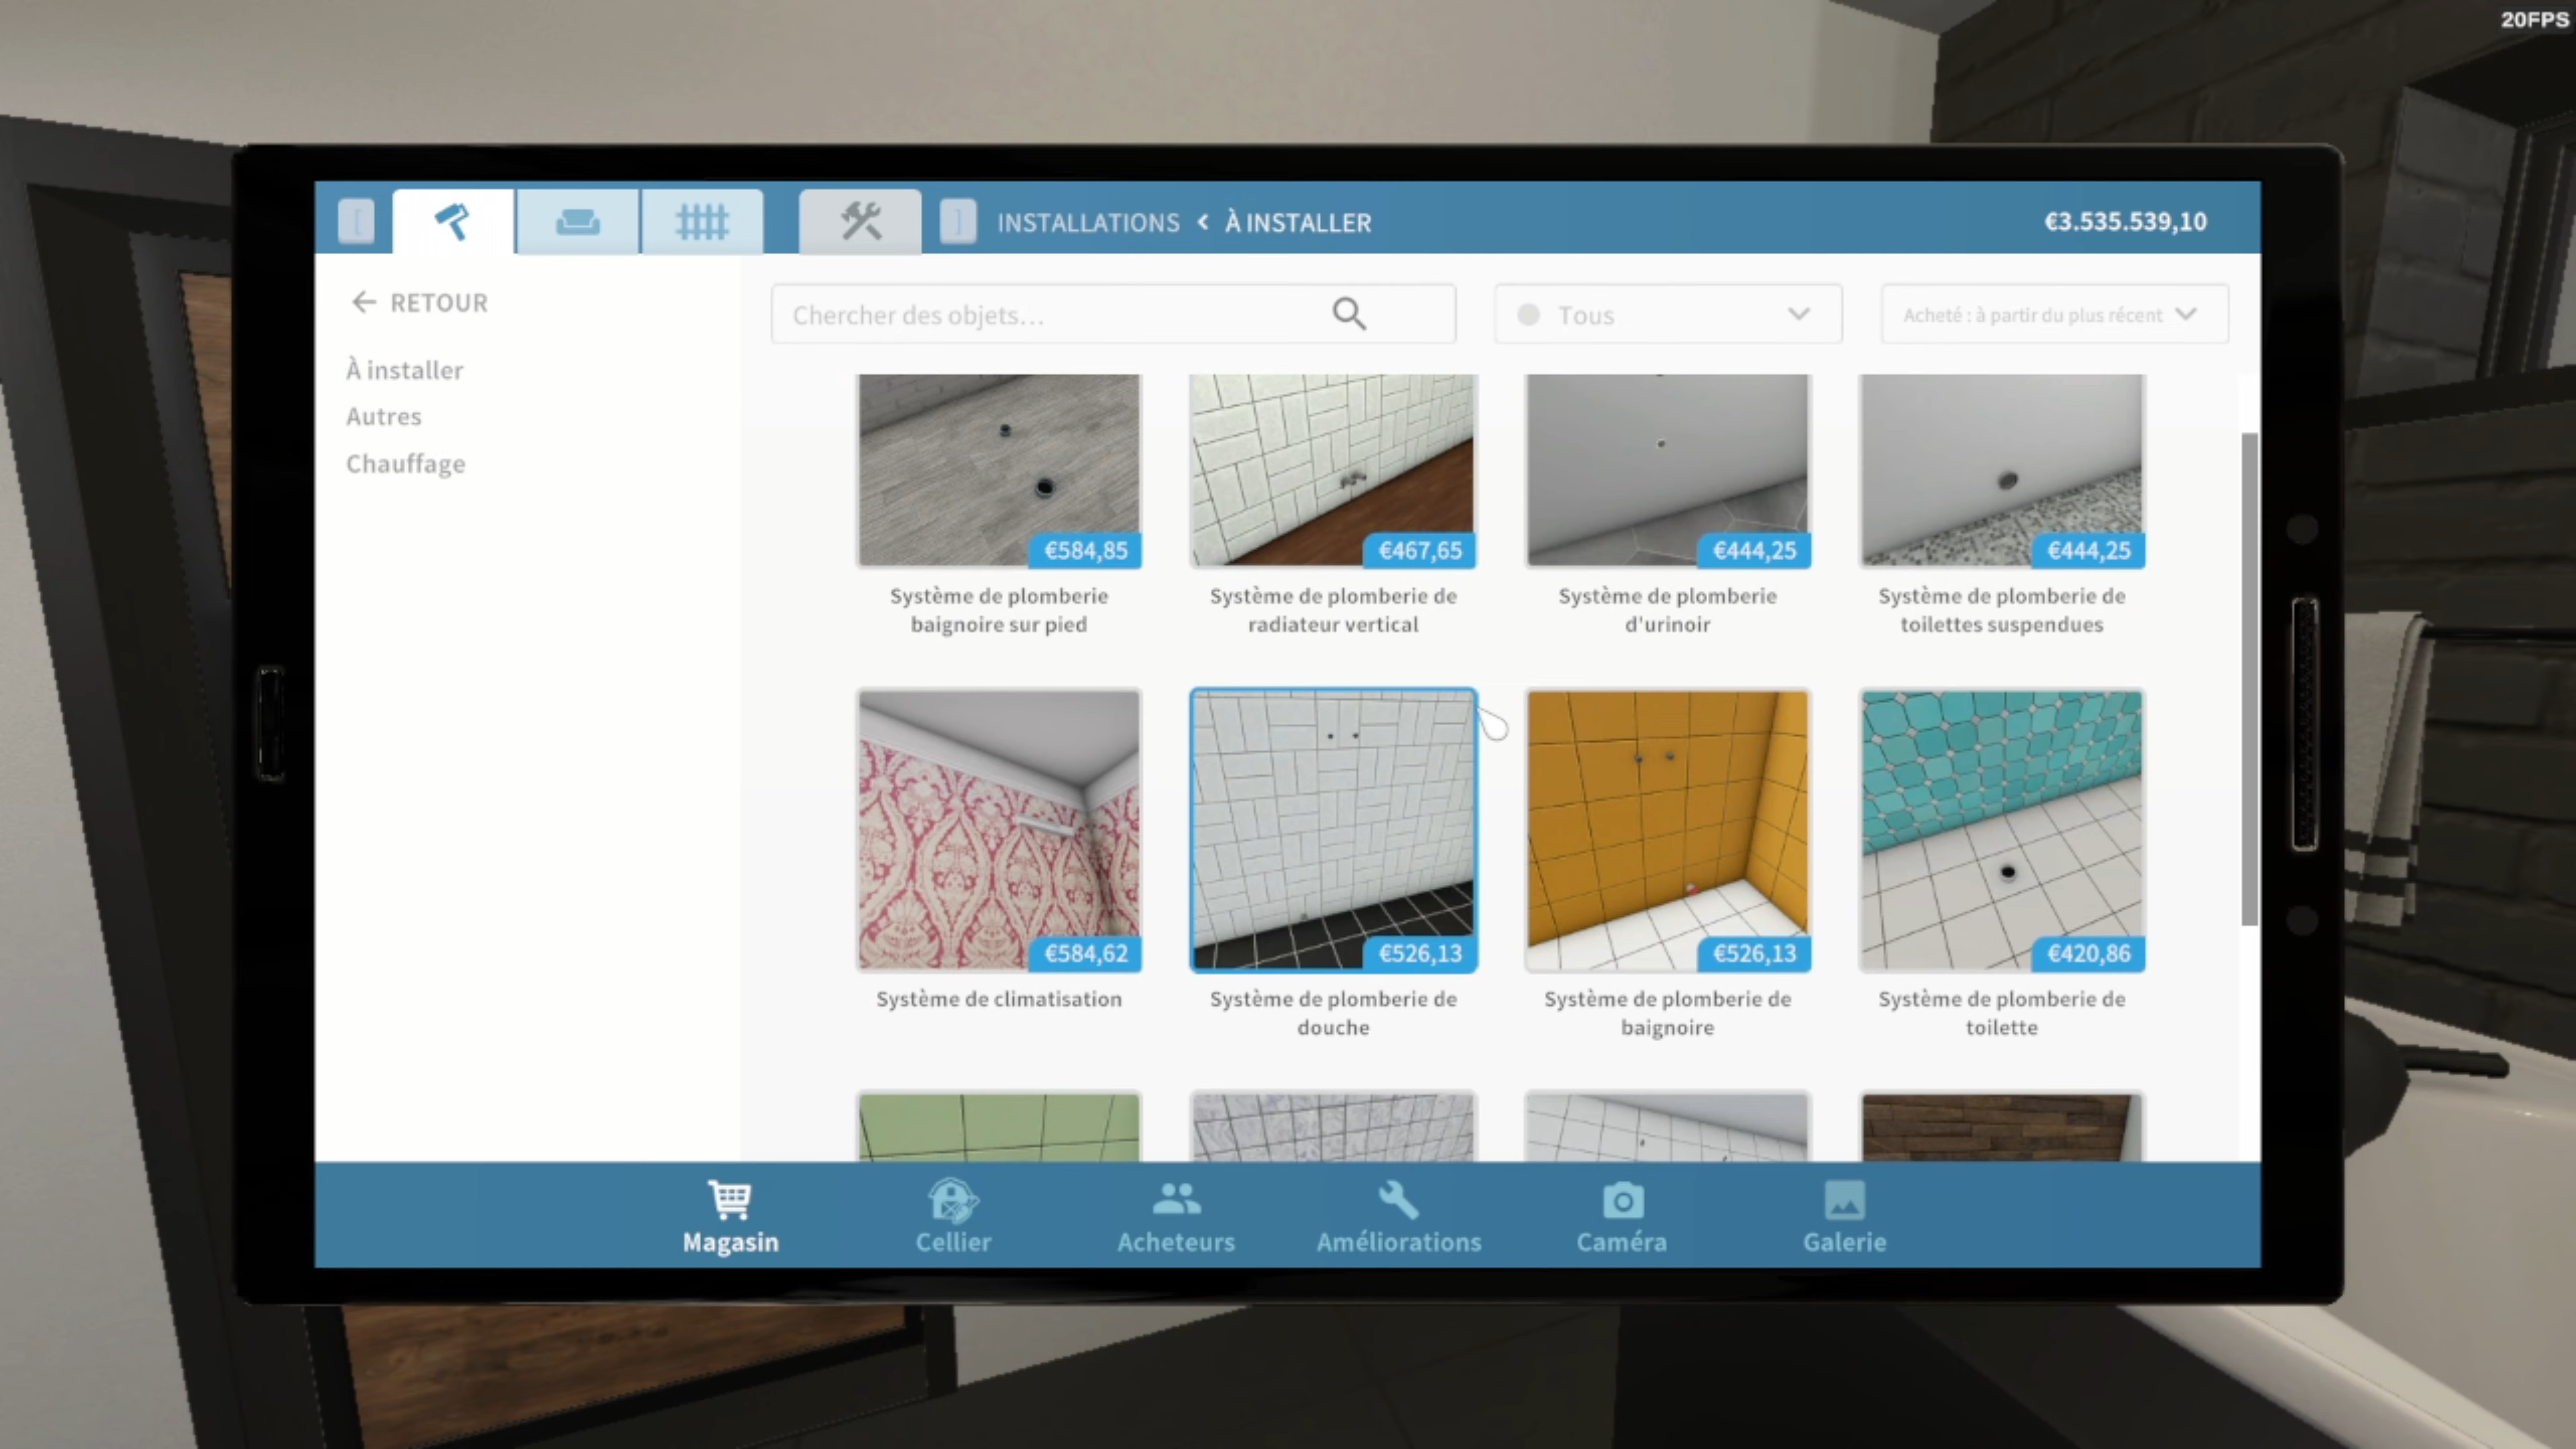 20FPS
[
]
INSTALLATIONS < À INSTALLER
€3.535.539,10
RETOUR
À installer
Autres
Chauffage
Chercher des objets...
Tous
Acheté : à partir du plus récent
€584,85
€467,65
€444,25
€444,25
Système de plomberie
baignoire sur pied
Système de plomberie de
radiateur vertical
Système de plomberie
d'urinoir
Système de plomberie de
toilettes suspendues
€584,62
€526,13
€526,13
€420,86
Système de climatisation
Système de plomberie de
douche
Système de plomberie de
baignoire
Système de plomberie de
toilette
Magasin
Cellier
Acheteurs
Améliorations
Caméra
Galerie